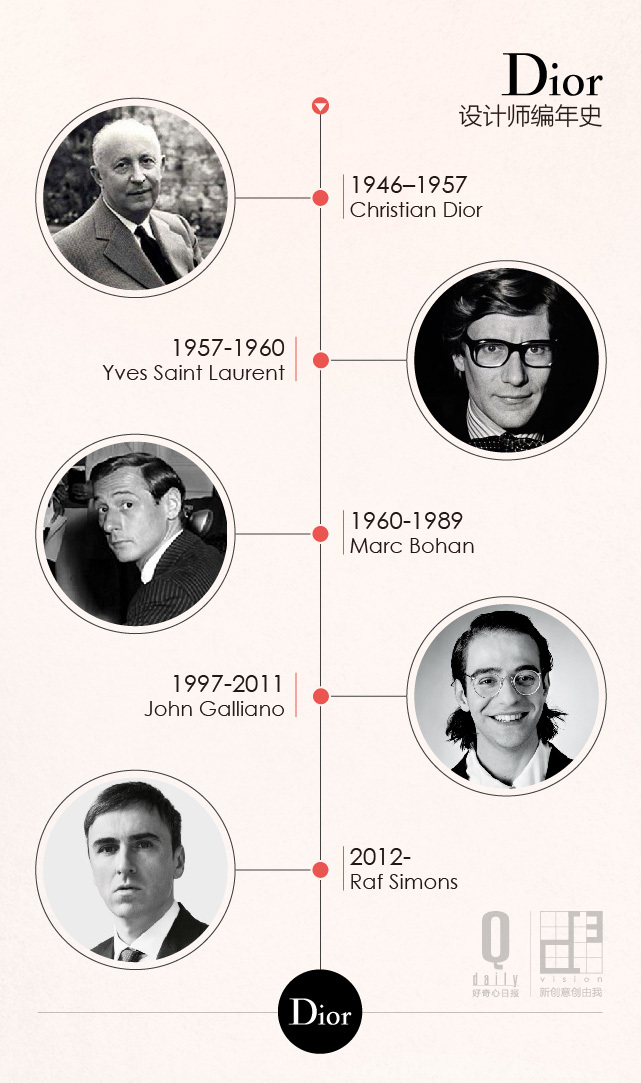 Dior
设计师编年史
1946–1957
Christian Dior
1957-1960
Yves Saint Laurent
1960-1989
Marc Bohan
1997-2011
John Galliano
2012-
Raf Simons
Q
daily
好奇心日报
vision
新创意创由我
Dior